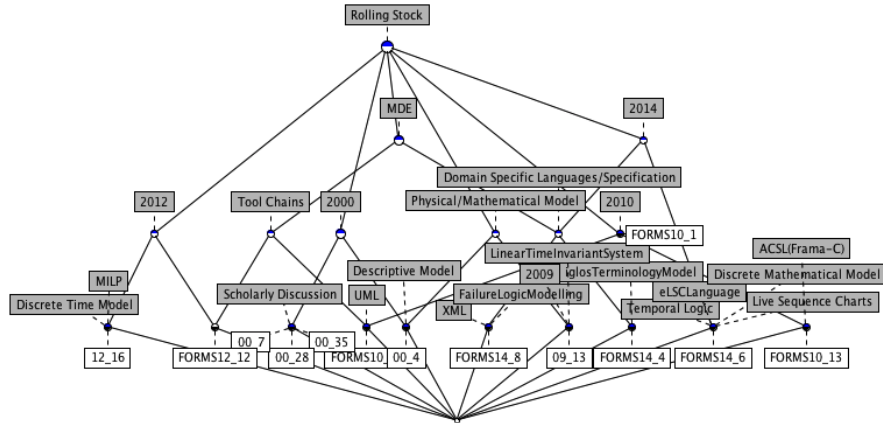 Rolling Stock
MDE
2014
Domain Specific Languages/Specification
2012
Tool Chains
2000
Physical/Mathematical Model
2010
FORMS10_1
LinearTimeInvariantSystem
ACSL(Frama-C)
MILP
Descriptive Model
2009
glosTerminologyModel
Discrete Mathematical Model
Discrete Time Model
Scholarly Discussion
UML
FailureLogicModelling
eLSCLanguage
XML
Temporal Logic
Live Sequence Charts
00_7
00_35
12_16
FORMS12_12
00_28
FORMS10_
00_4
FORMS14_8
09_13
FORMS14_4
FORMS14_6
FORMS10_13